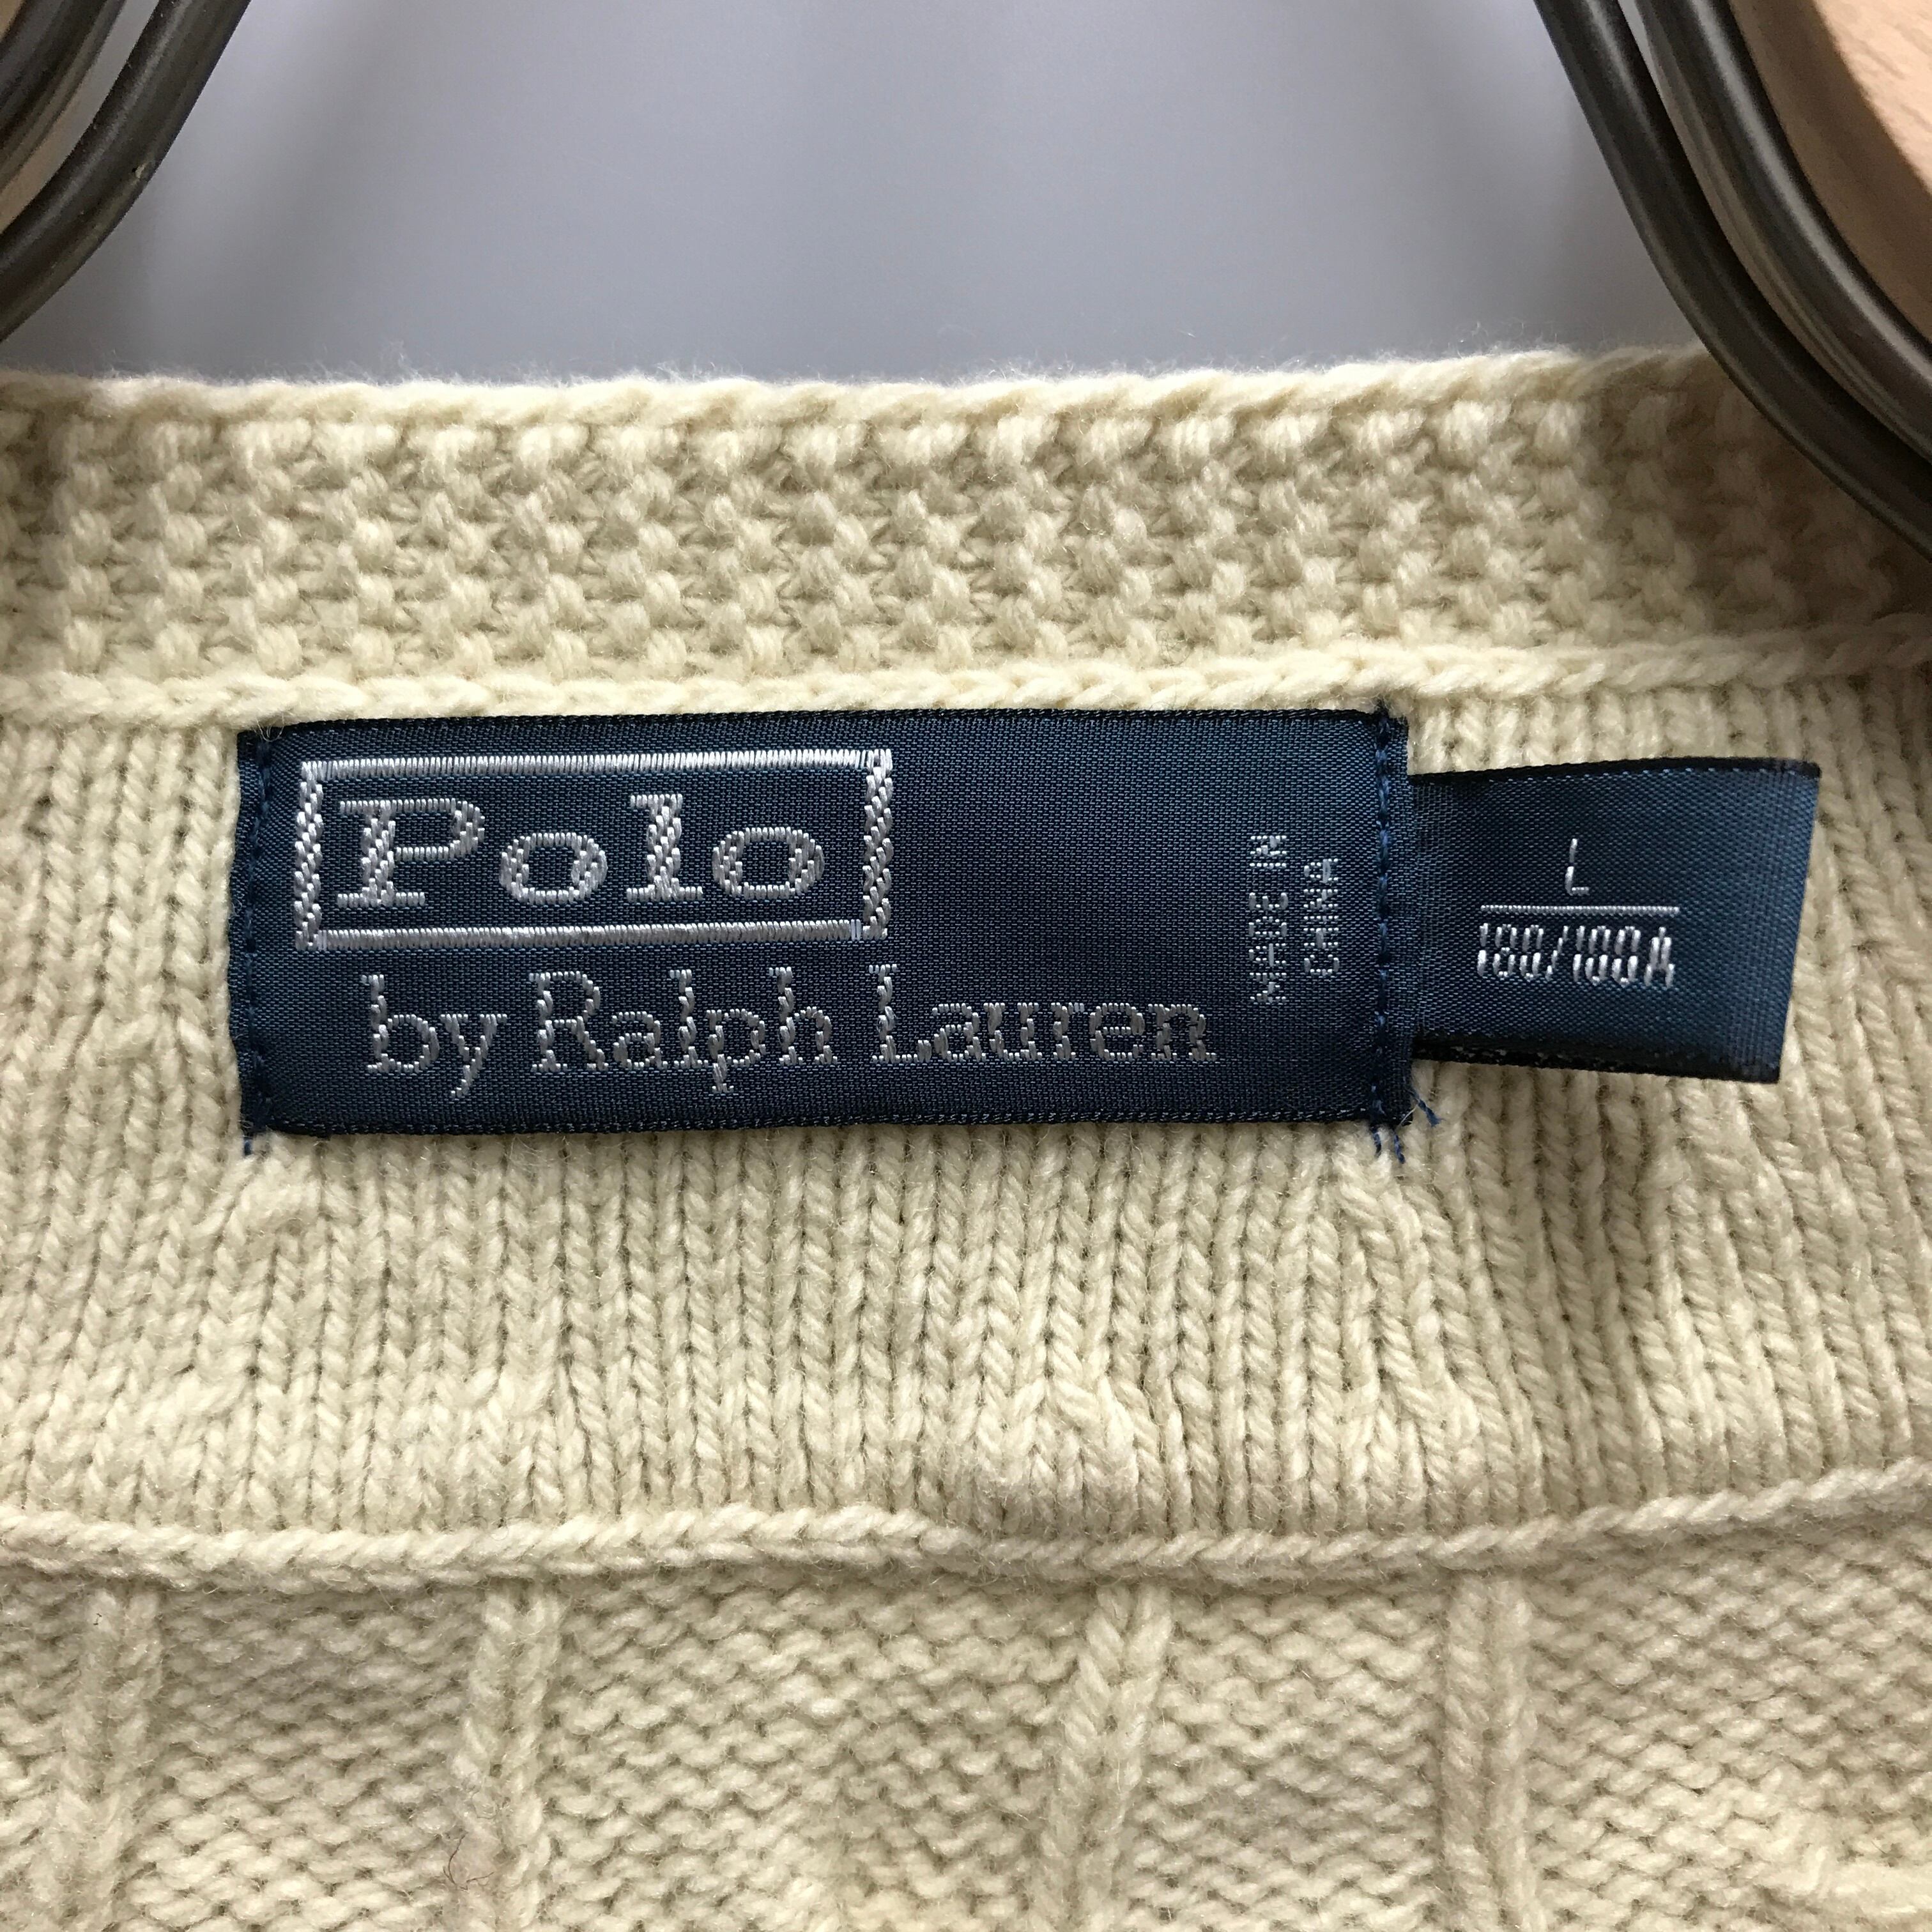 Polo
by Ralph Lauren
MADE IN
CHINA
L
180/100A